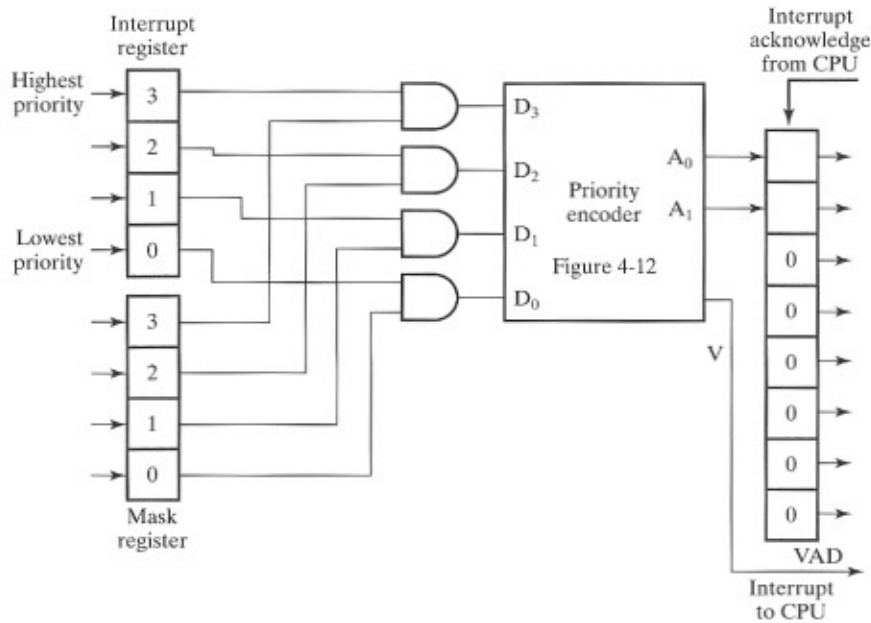 Interrupt
register
Highest
priority
3
2
1
Lowest
priority
0
3
2
1
0
Mask
register
D3
D2
D1
D0
Priority
encoder
Figure 4-12
A0
A1
V
Interrupt
acknowledge
from CPU
0
0
0
0
0
0
VAD
Interrupt
to CPU